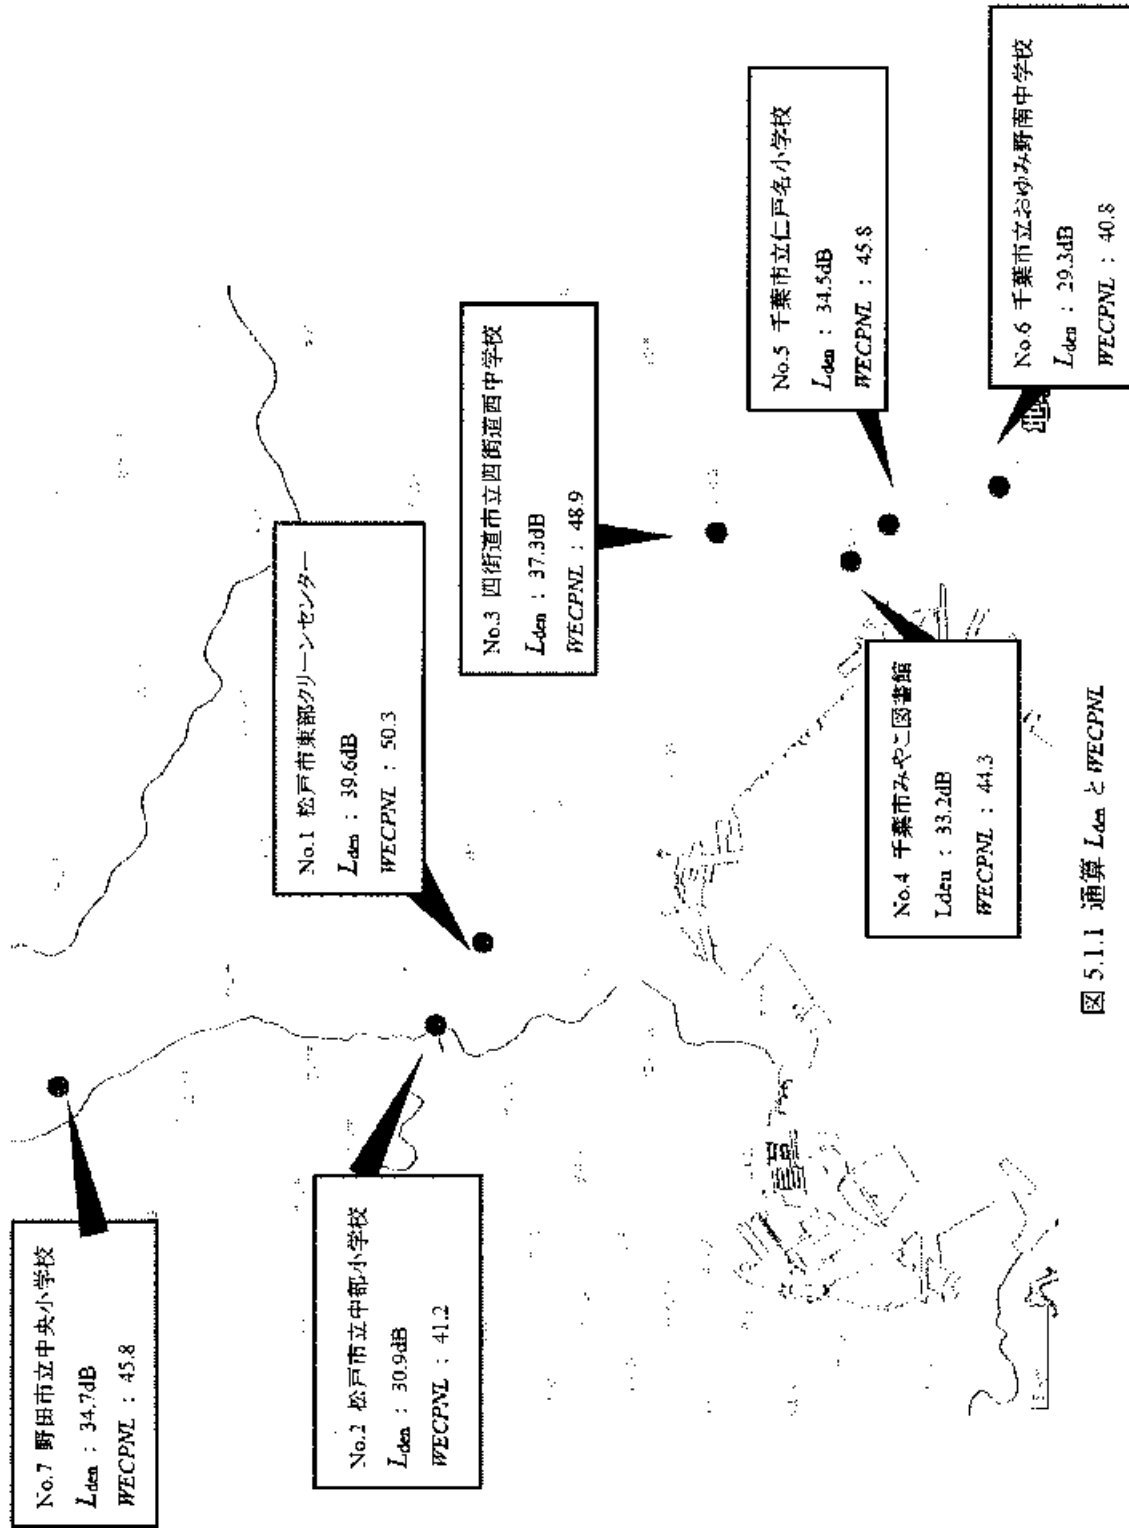 No.7 野田市立中央小学校
Lden : 34.7dB
WECPNL : 45.8
No.2 松戸市立中部小学校
Lden : 30.9dB
WECPNL : 41.2
No.1 松戸市東部クリーンセンター
Lden : 39.6dB
WECPNL : 50.3
No.3 四街道市立四街道西中学校
Lden : 37.3dB
WECPNL : 48.9
No.4 千葉市みやこ図書館
Lden : 33.2dB
WECPNL : 44.3
No.5 千葉市立仁戸名小学校
Lden : 34.5dB
WECPNL : 45.8
No.6 千葉市立おゆみ野南中学校
Lden : 29.3dB
WECPNL : 40.8
図 5.1.1 通算 Lden と WECPNL